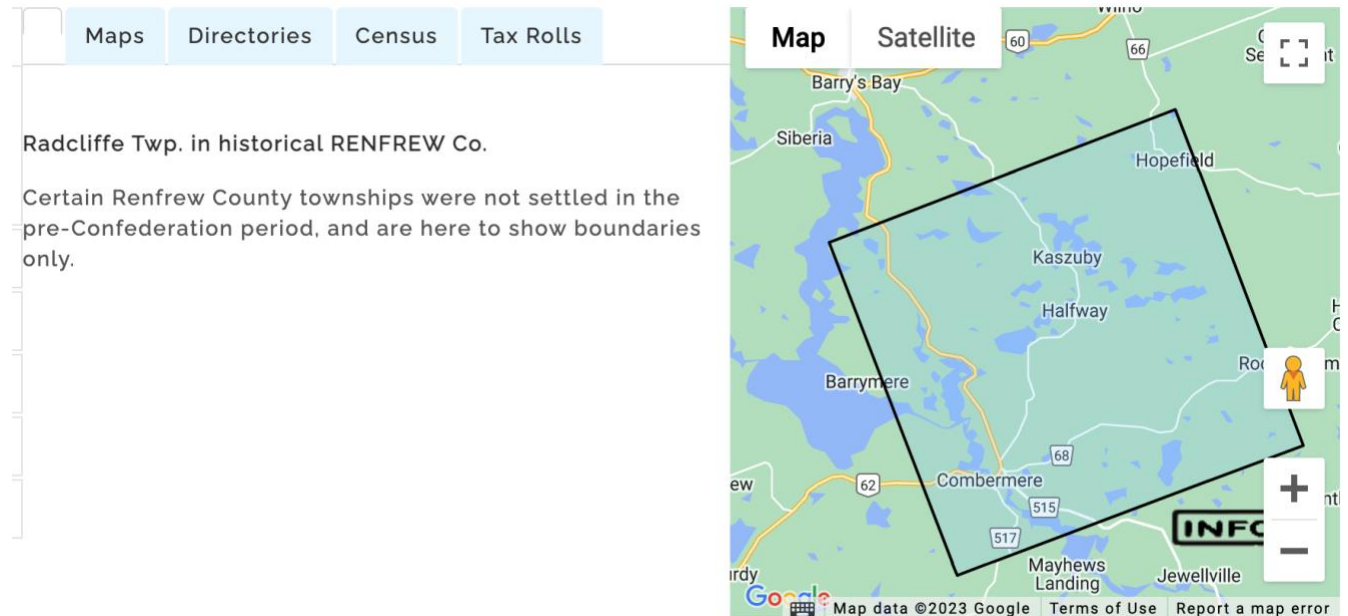 Maps
Directories
Census
Tax Rolls
Radcliffe Twp. in historical RENFREW Co.
Certain Renfrew County townships were not settled in the
pre-Confederation period, and are here to show boundaries
only.
Map
Satellite
60
66
Barry's Bay
Siberia
Hopefield
Kaszuby
Halfway
Barrymere
68
Combermere
62
515
517
Mayhews
Landing
Jewellville
Google
Map data ©2023 Google
Terms of Use
Report a map error